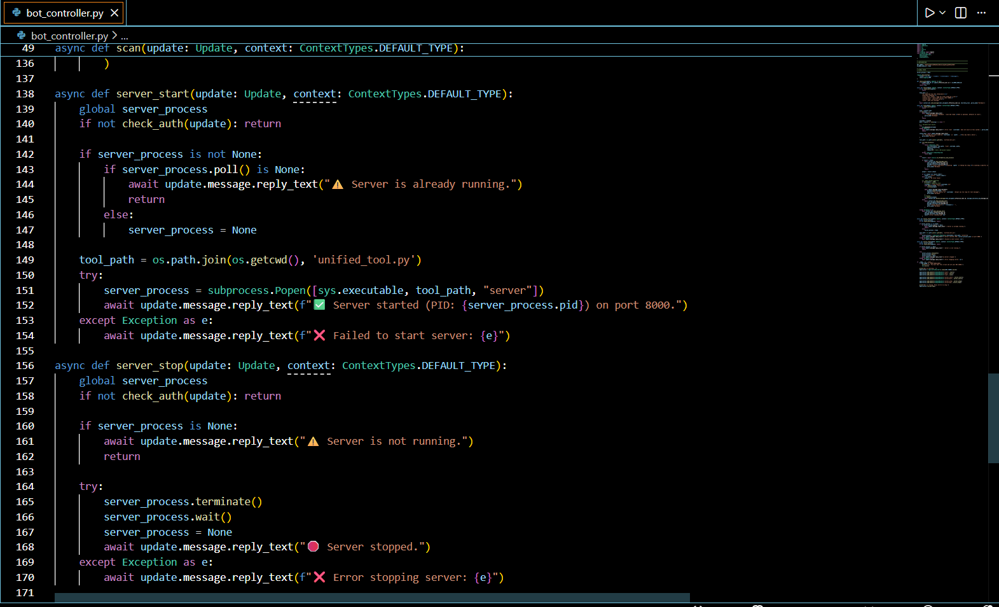 bot_controller.py
bot_controller.py > ...
49 async def scan(update: Update, context: ContextTypes.DEFAULT_TYPE):
136 )
137
138 async def server_start(update: Update, context: ContextTypes.DEFAULT_TYPE):
139 global server_process
140 if not check_auth(update): return
141
142 if server_process is not None:
143 if server_process.poll() is None:
144 await update.message.reply_text("⚠️ Server is already running.")
145 return
146 else:
147 server_process = None
148
149 tool_path = os.path.join(os.getcwd(), 'unified_tool.py')
150 try:
151 server_process = subprocess.Popen([sys.executable, tool_path, "server"])
152 await update.message.reply_text(f"✅ Server started (PID: {server_process.pid}) on port 8000.")
153 except Exception as e:
154 await update.message.reply_text(f"❌ Failed to start server: {e}")
155
156 async def server_stop(update: Update, context: ContextTypes.DEFAULT_TYPE):
157 global server_process
158 if not check_auth(update): return
159
160 if server_process is None:
161 await update.message.reply_text("⚠️ Server is not running.")
162 return
163
164 try:
165 server_process.terminate()
166 server_process.wait()
167 server_process = None
168 await update.message.reply_text("🛑 Server stopped.")
169 except Exception as e:
170 await update.message.reply_text(f"❌ Error stopping server: {e}")
171